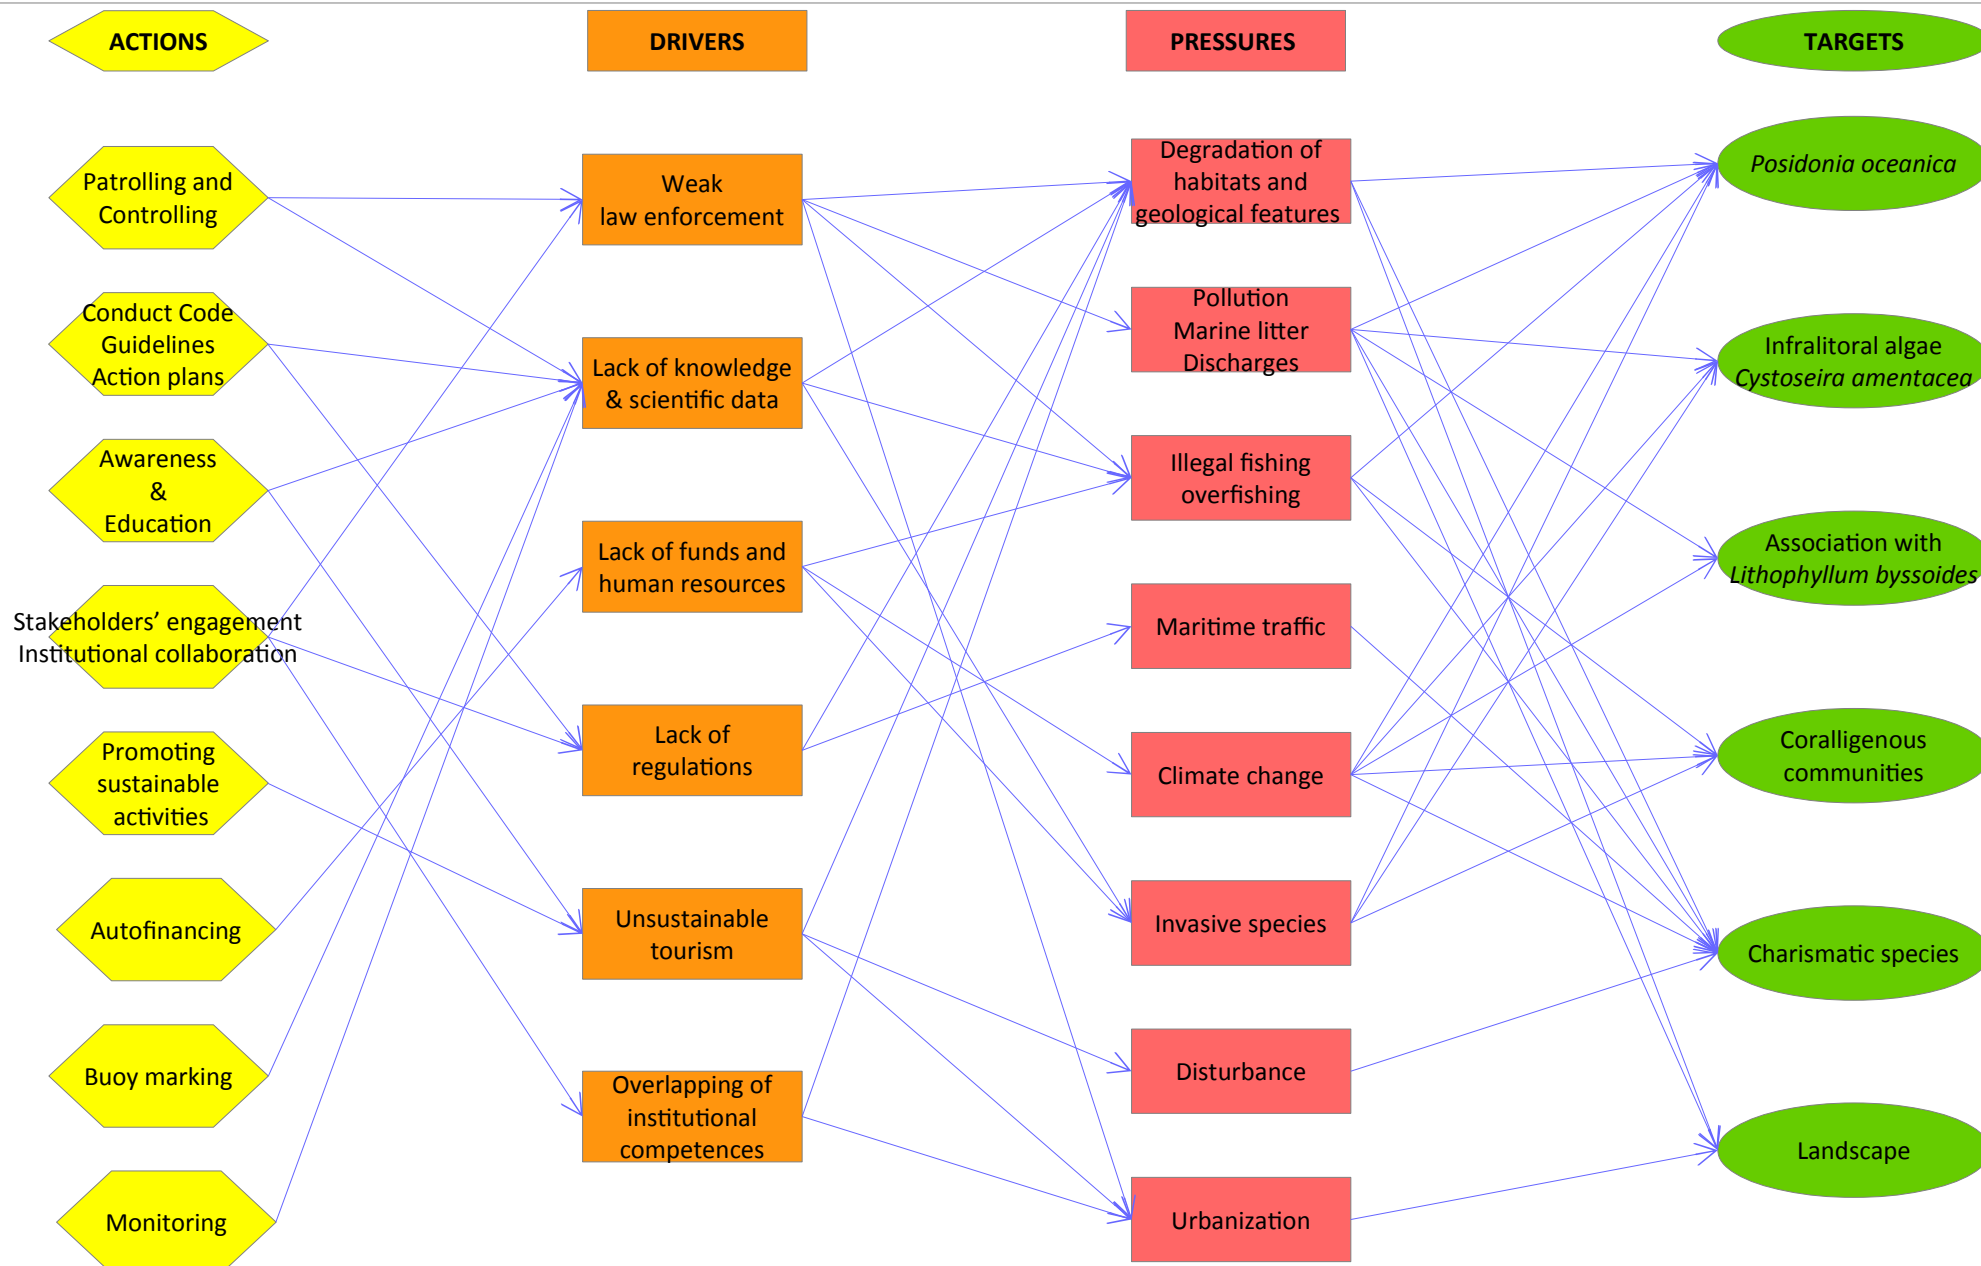 ACTIONS
DRIVERS
PRESSURES
TARGETS
Patrolling and
Controlling
Conduct Code
Guidelines
Action plans
Awareness
&
Education
Stakeholders’ engagement
Institutional collaboration
Promoting
sustainable
activities
Autofinancing
Buoy marking
Monitoring
Weak
law enforcement
Lack of knowledge
& scientific data
Lack of funds and
human resources
Lack of
regulations
Unsustainable
tourism
Overlapping of
institutional
competences
Degradation of
habitats and
geological features
Pollution
Marine litter
Discharges
Illegal fishing
overfishing
Maritime traffic
Climate change
Invasive species
Disturbance
Urbanization
Posidonia oceanica
Infralitoral algae
Cystoseira amentacea
Association with
Lithophyllum byssoides
Coralligenous
communities
Charismatic species
Landscape